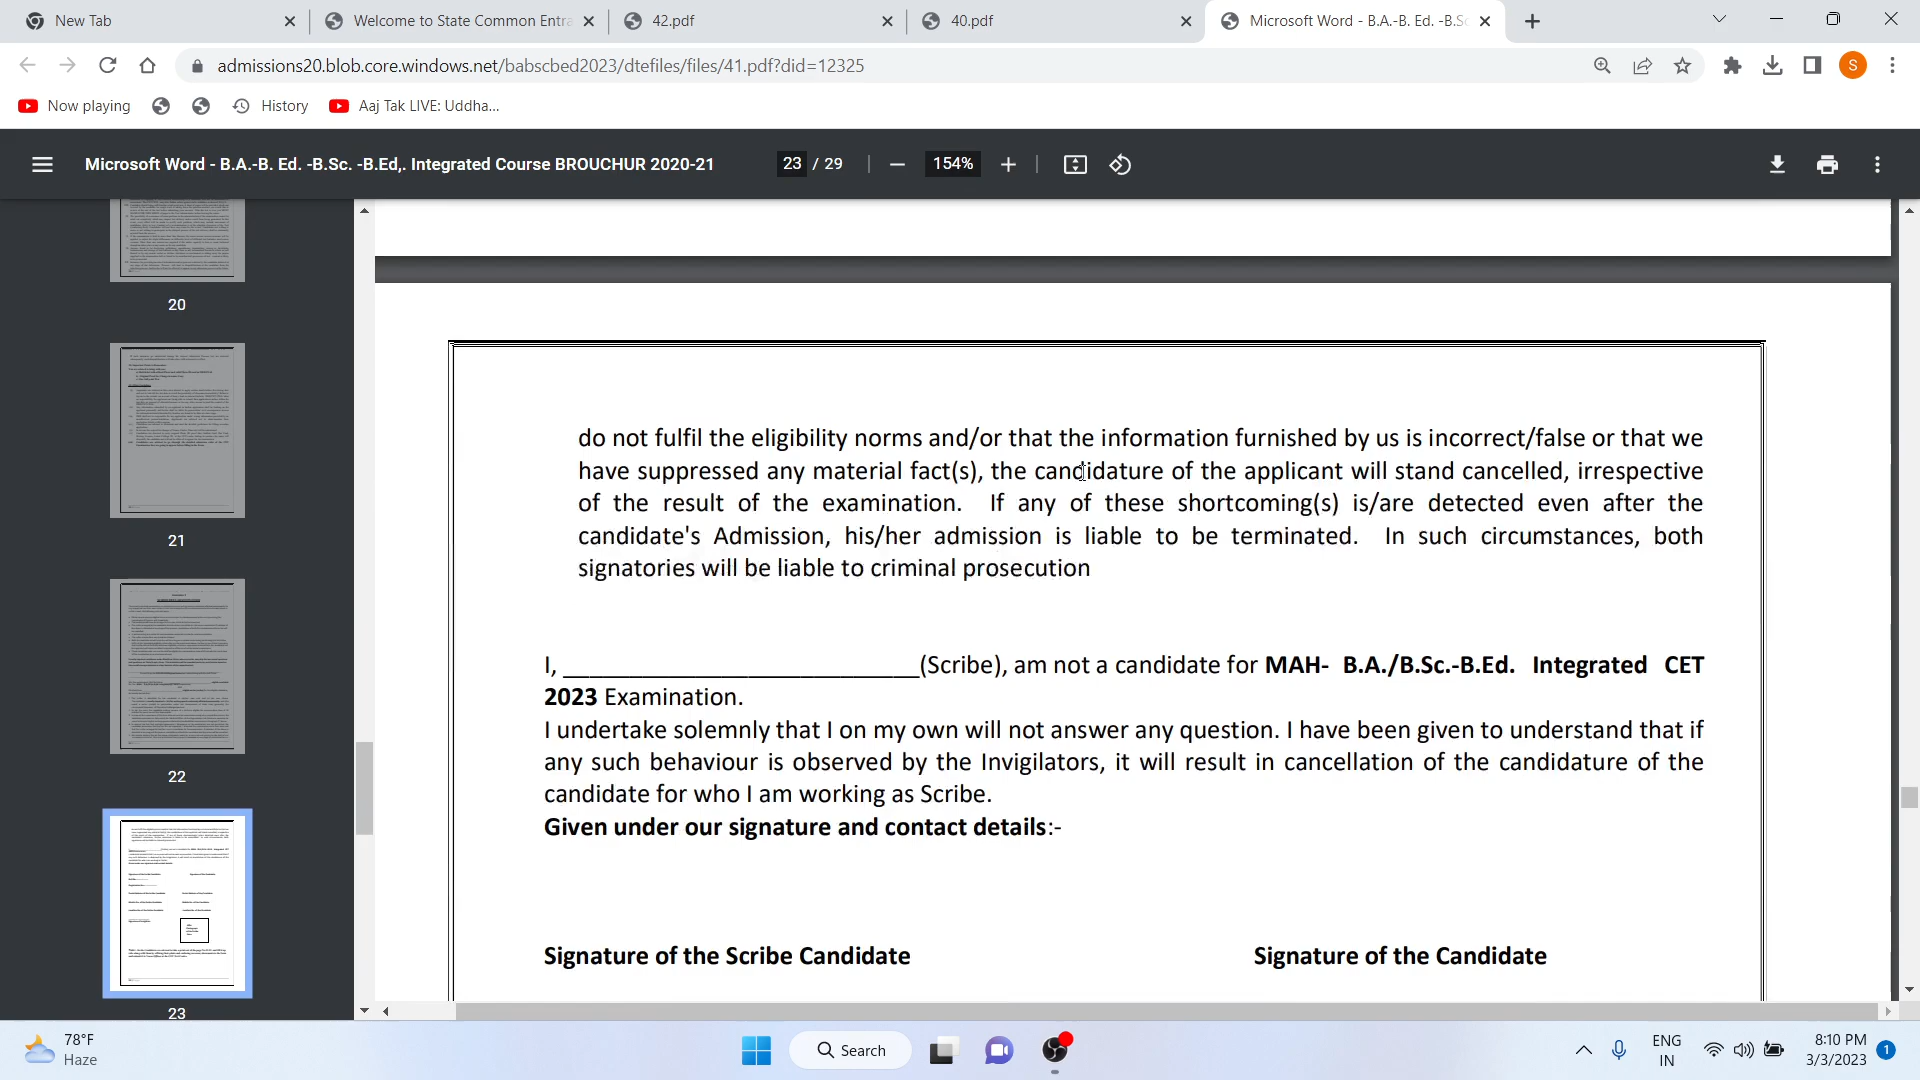 New Tab
Welcome to State Common Entra
42.pdf
40.pdf
Microsoft Word - B.A.-B. Ed. -B.Sc
admissions20.blob.core.windows.net/babscbed2023/dtefiles/files/41.pdf?did=12325
S
Now playing
History
Aaj Tak LIVE: Uddha...
Microsoft Word - B.A.-B. Ed. -B.Sc. -B.Ed,. Integrated Course BROUCHUR 2020-21
23 / 29
154%
20
21
22
23
do not fulfil the eligibility norms and/or that the information furnished by us is incorrect/false or that we
have suppressed any material fact(s), the candidature of the applicant will stand cancelled, irrespective
of the result of the examination. If any of these shortcoming(s) is/are detected even after the
candidate's Admission, his/her admission is liable to be terminated. In such circumstances, both
signatories will be liable to criminal prosecution
I, ____________________________(Scribe), am not a candidate for MAH- B.A./B.Sc.-B.Ed. Integrated CET
2023 Examination.
I undertake solemnly that I on my own will not answer any question. I have been given to understand that if
any such behaviour is observed by the Invigilators, it will result in cancellation of the candidature of the
candidate for who I am working as Scribe.
Given under our signature and contact details:-
Signature of the Scribe Candidate
Signature of the Candidate
78°F
Haze
Search
ENG
IN
8:10 PM
3/3/2023
1